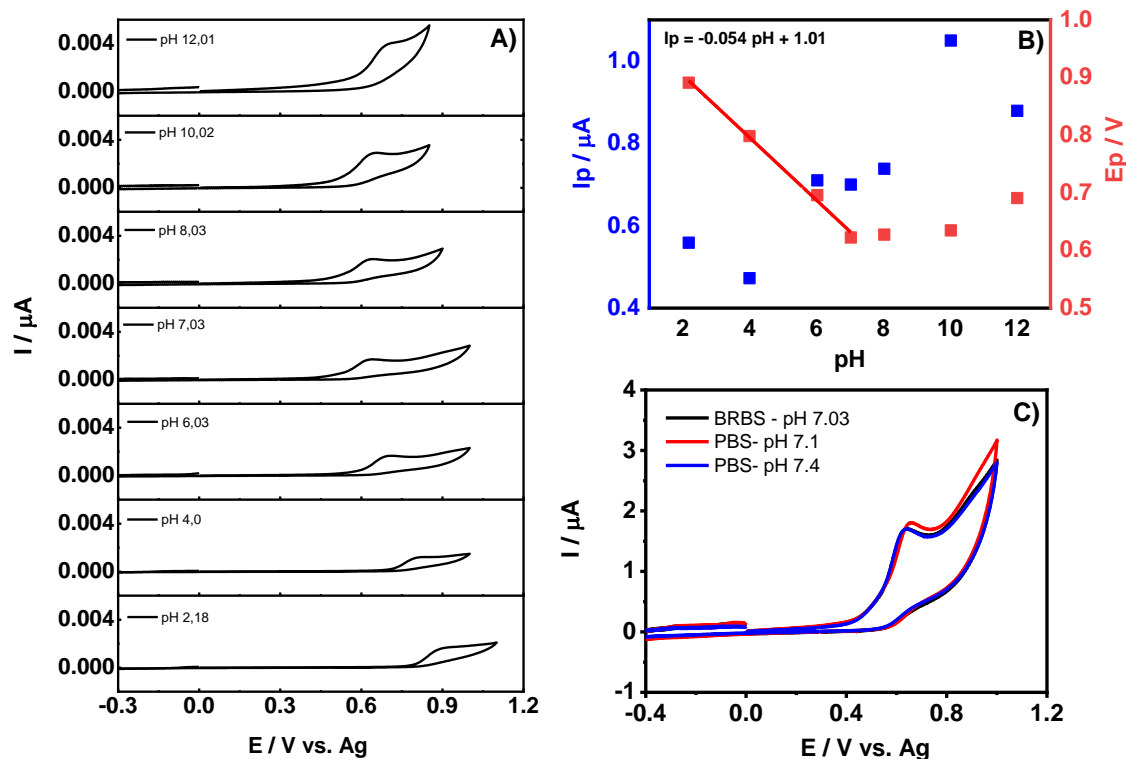 A)
0.004
0.000
pH 12,01
0.004
0.000
pH 10,02
0.004
0.000
pH 8,03
0.004
0.000
pH 7,03
0.004
0.000
pH 6,03
0.004
0.000
pH 4,0
0.004
0.000
pH 2,18
-0.3 0.0 0.3 0.6 0.9 1.2
E / V vs. Ag
I / μA
B)
Ip = -0.054 pH + 1.01
1.0
0.8
0.6
0.4
Ip / μA
1.0
0.9
0.8
0.7
0.6
0.5
Ep / V
2 4 6 8 10 12
pH
C)
BRBS - pH 7.03
PBS- pH 7.1
PBS- pH 7.4
4
3
2
1
0
-1
I / μA
-0.4 0.0 0.4 0.8 1.2
E / V vs. Ag